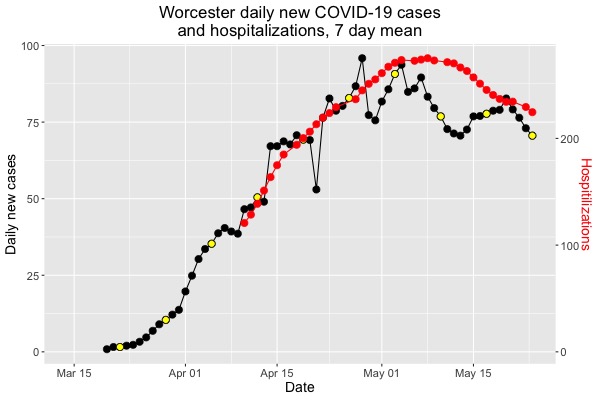 Worcester daily new COVID-19 cases
and hospitalizations, 7 day mean
100
75
50
25
0
Daily new cases
200
100
0
Hospitilizations
Mar 15
Apr 01
Apr 15
May 01
May 15
Date